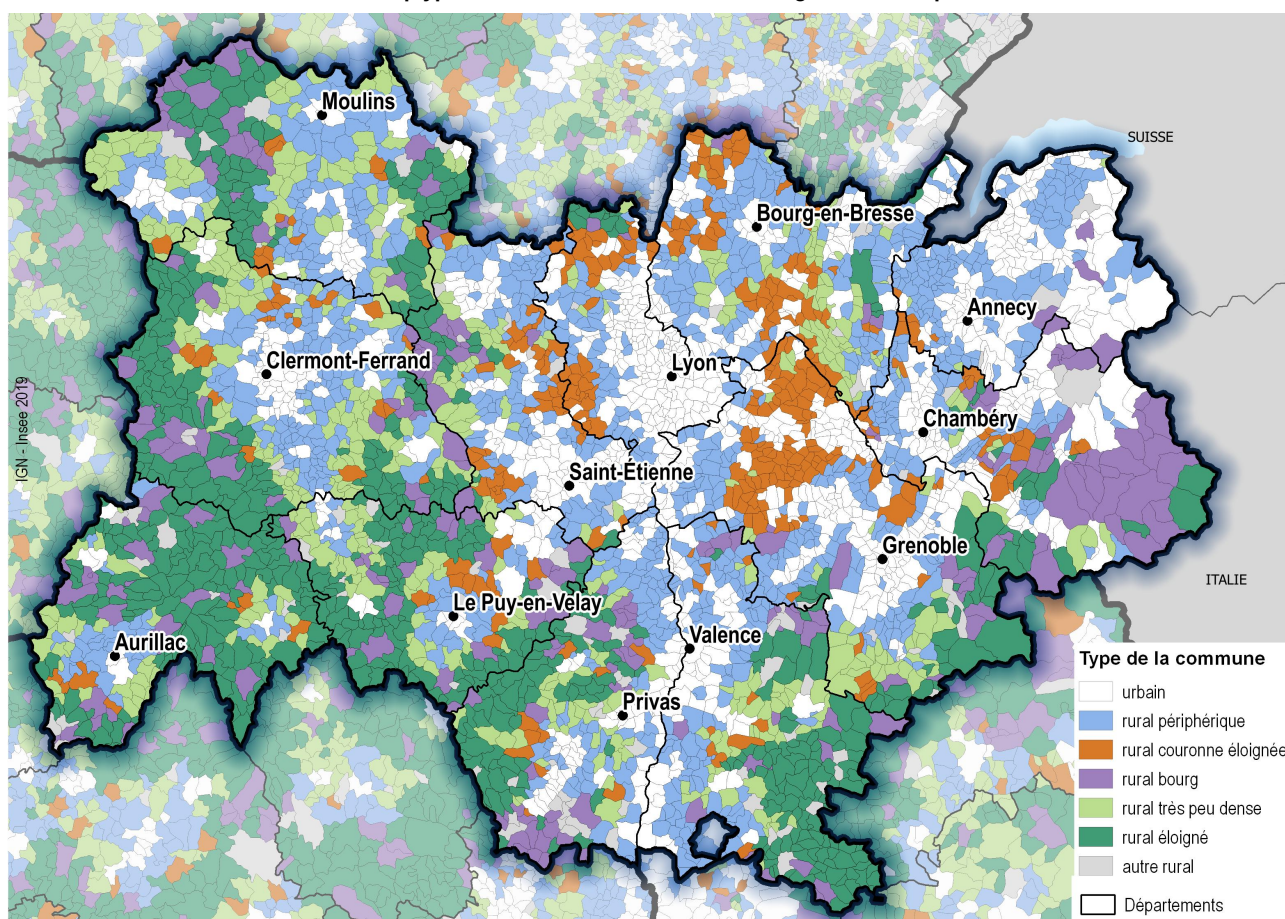 SUISSE
Moulins
Bourg-en-Bresse
Annecy
Clermont-Ferrand
Lyon
Chambéry
IGN - Insee 2019
Saint-Étienne
Grenoble
ITALIE
Le Puy-en-Velay
Aurillac
Valence
Privas
Type de la commune
urbain
rural périphérique
rural couronne éloignée
rural bourg
rural très peu dense
rural éloigné
autre rural
Départements